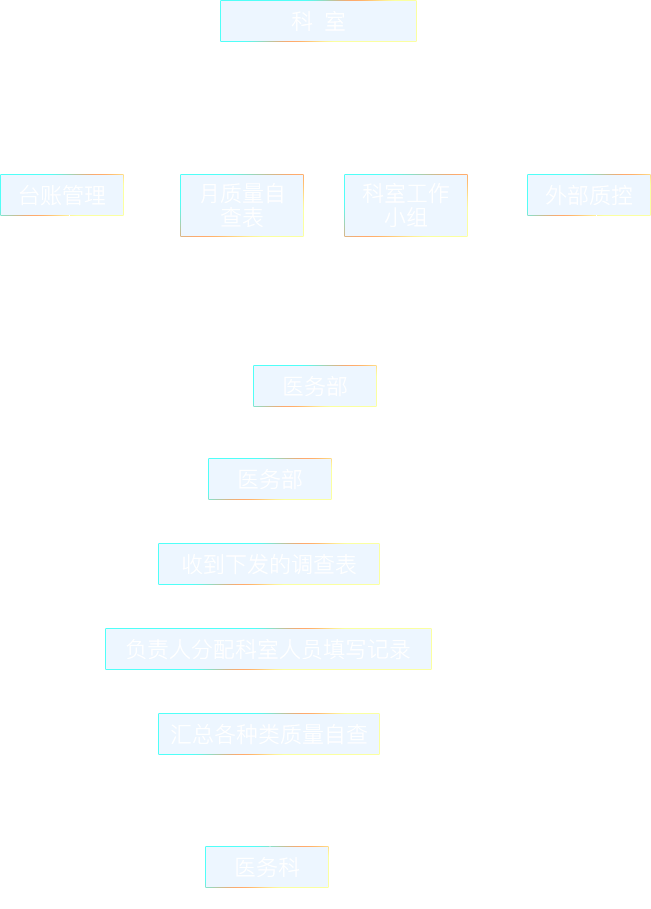 科 室
台账管理
月质量自
查表
科室工作
小组
外部质控
医务部
医务部
收到下发的调查表
负责人分配科室人员填写记录
汇总各种类质量自查
医务科